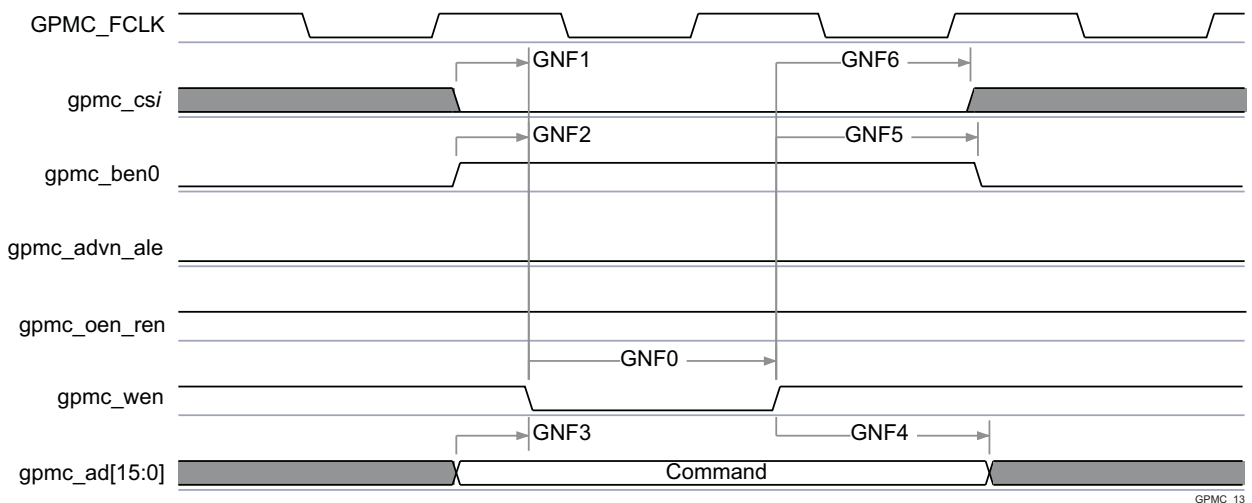 GPMC_FCLK
GNF1
GNF6
gpmc_csi
GNF2
GNF5
gpmc_ben0
gpmc_advn_ale
gpmc_oen_ren
GNF0
gpmc_wen
GNF3
GNF4
gpmc_ad[15:0]
Command
GPMC_13